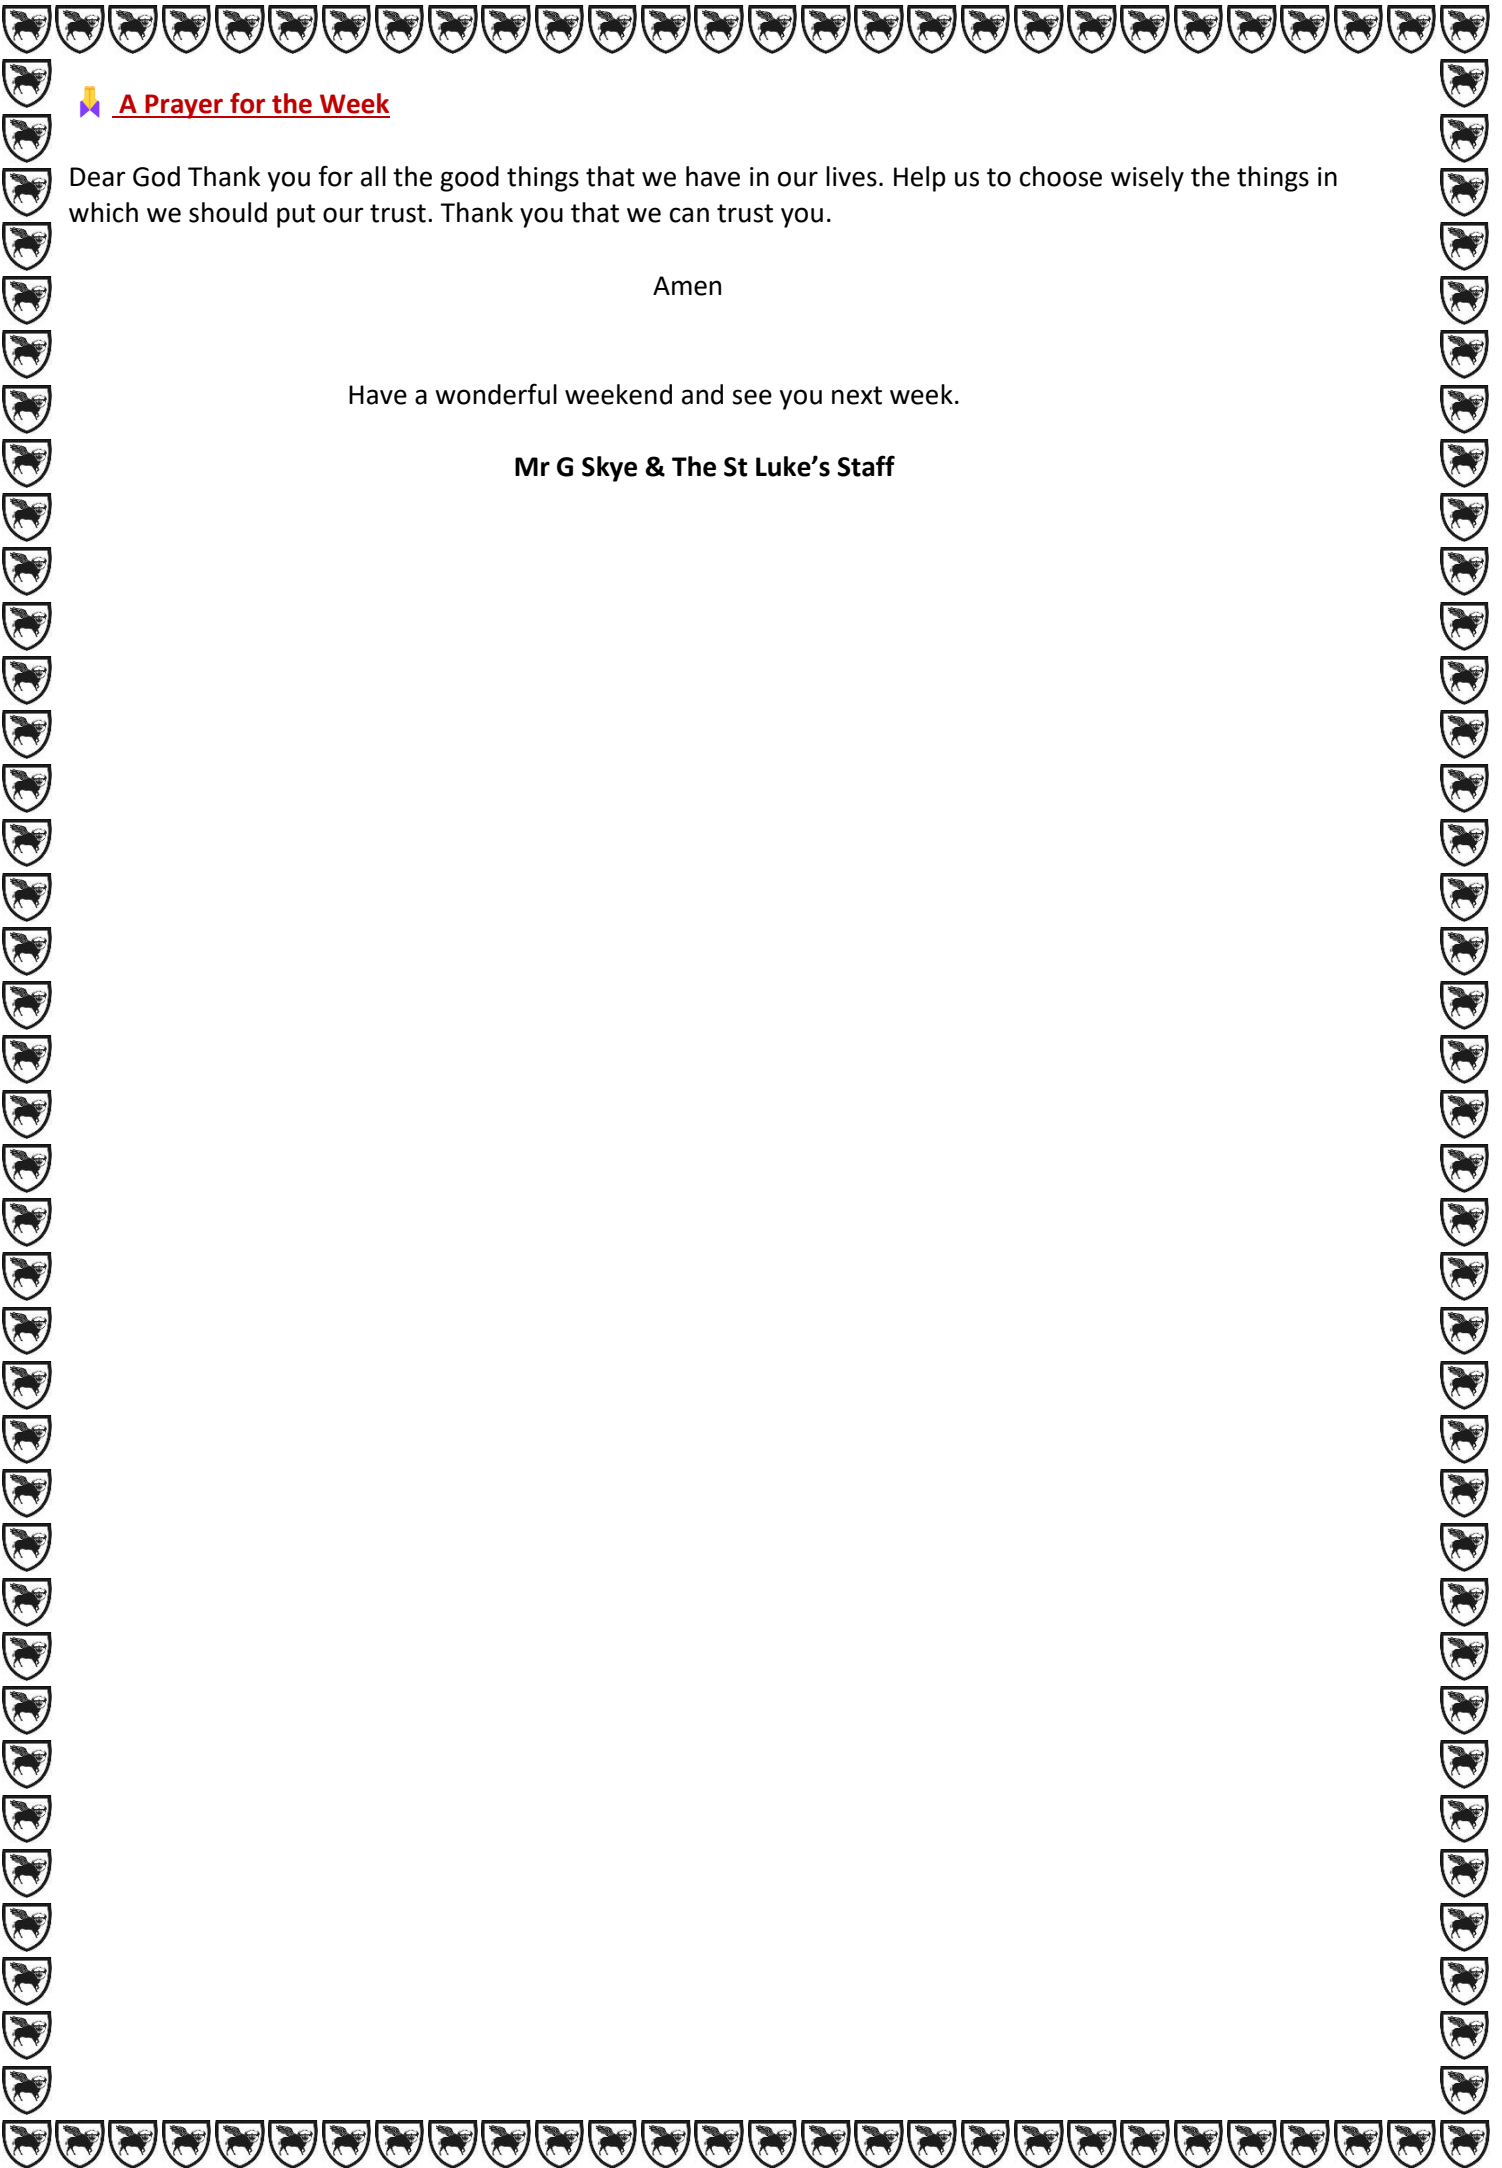 🙏 A Prayer for the Week
Dear God Thank you for all the good things that we have in our lives. Help us to choose wisely the things in
which we should put our trust. Thank you that we can trust you.
Amen
Have a wonderful weekend and see you next week.
Mr G Skye & The St Luke’s Staff